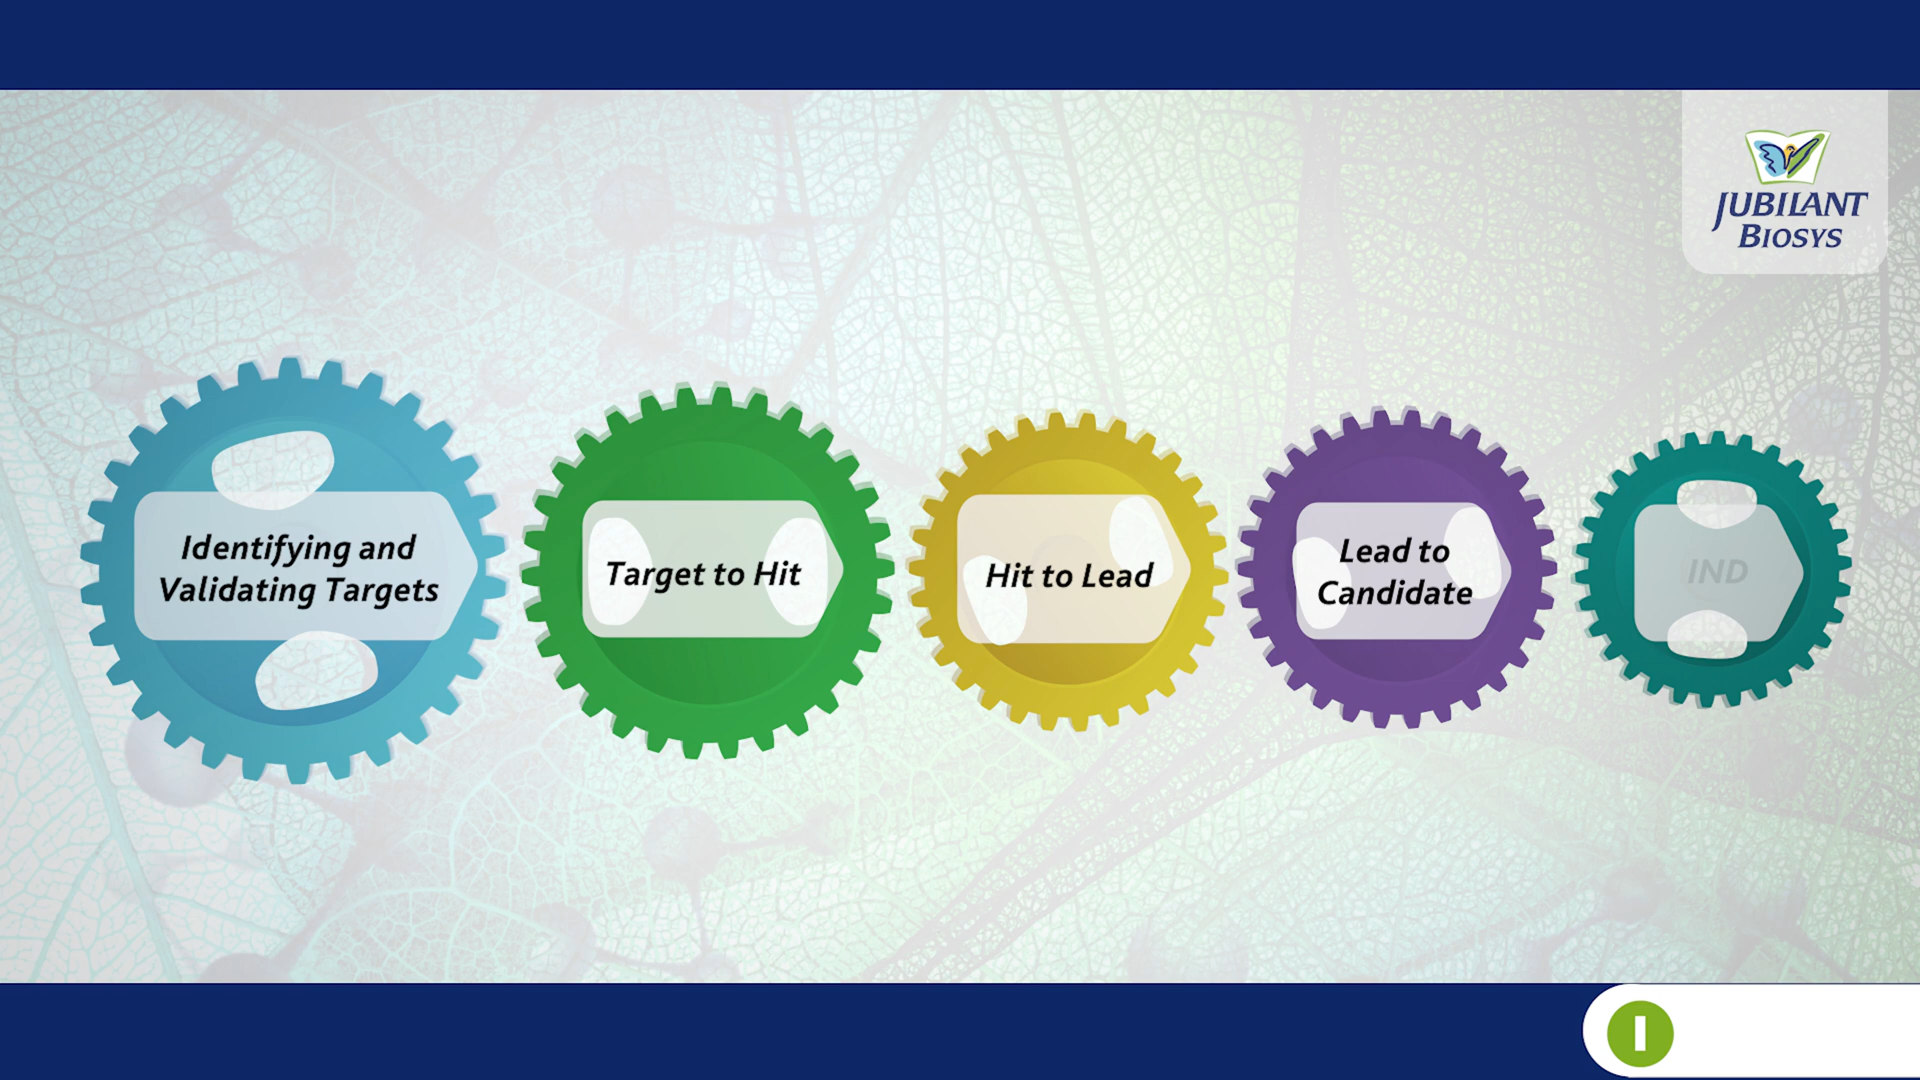 JUBILANT
BIOSYS
Identifying and
Validating Targets
Target to Hit
Hit to Lead
Lead to
Candidate
IND
I